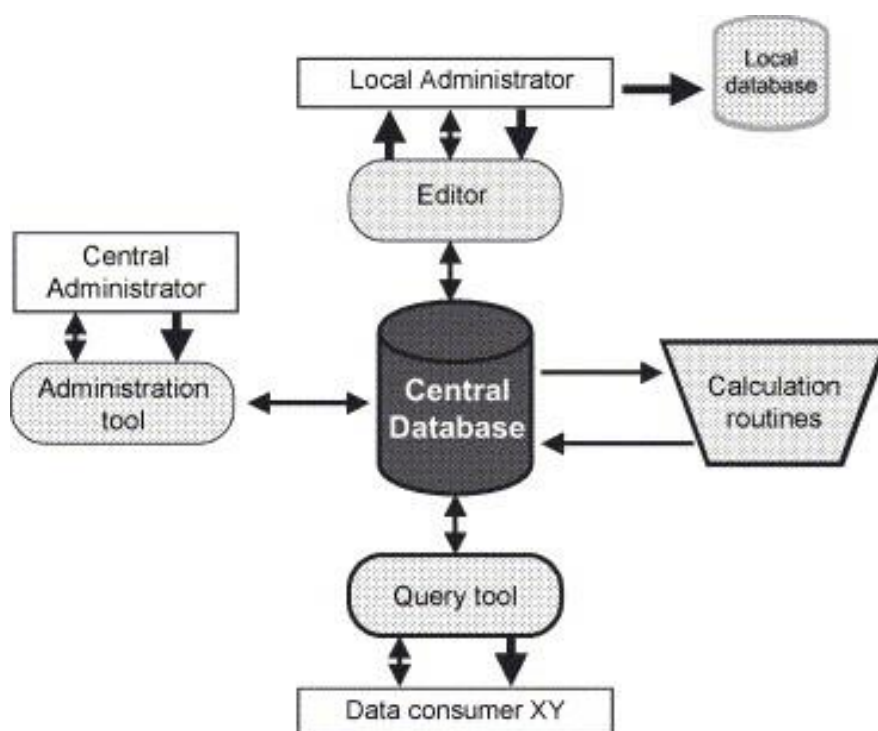 Local
database
Local Administrator
Editor
Central
Administrator
Administration
tool
Central
Database
Calculation
routines
Query tool
Data consumer XY